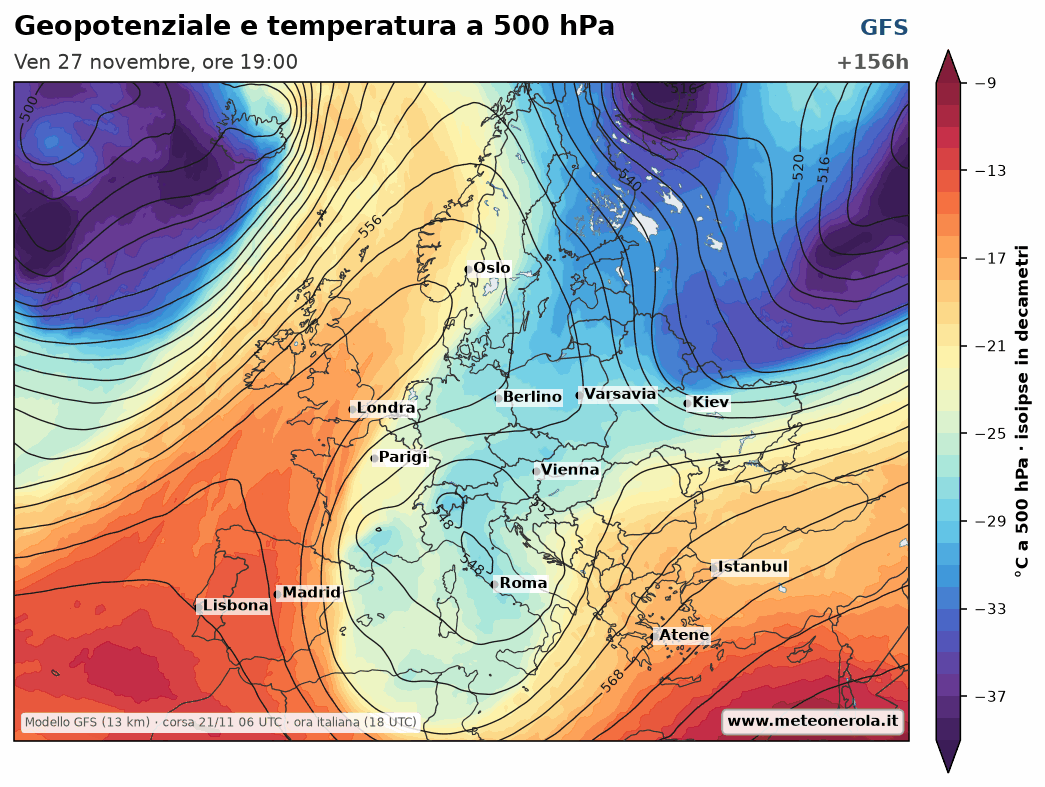 Geopotenziale e temperatura a 500 hPa
GFS
Ven 27 novembre, ore 19:00
+156h
500
516
520
516
540
556
Oslo
Berlino
Varsavia
Kiev
Londra
Parigi
Vienna
548
548
Roma
Istanbul
Madrid
Lisbona
Atene
568
Modello GFS (13 km) · corsa 21/11 06 UTC · ora italiana (18 UTC)
www.meteonerola.it
−9
−13
−17
−21
−25
−29
−33
−37
°C a 500 hPa · isoipse in decametri